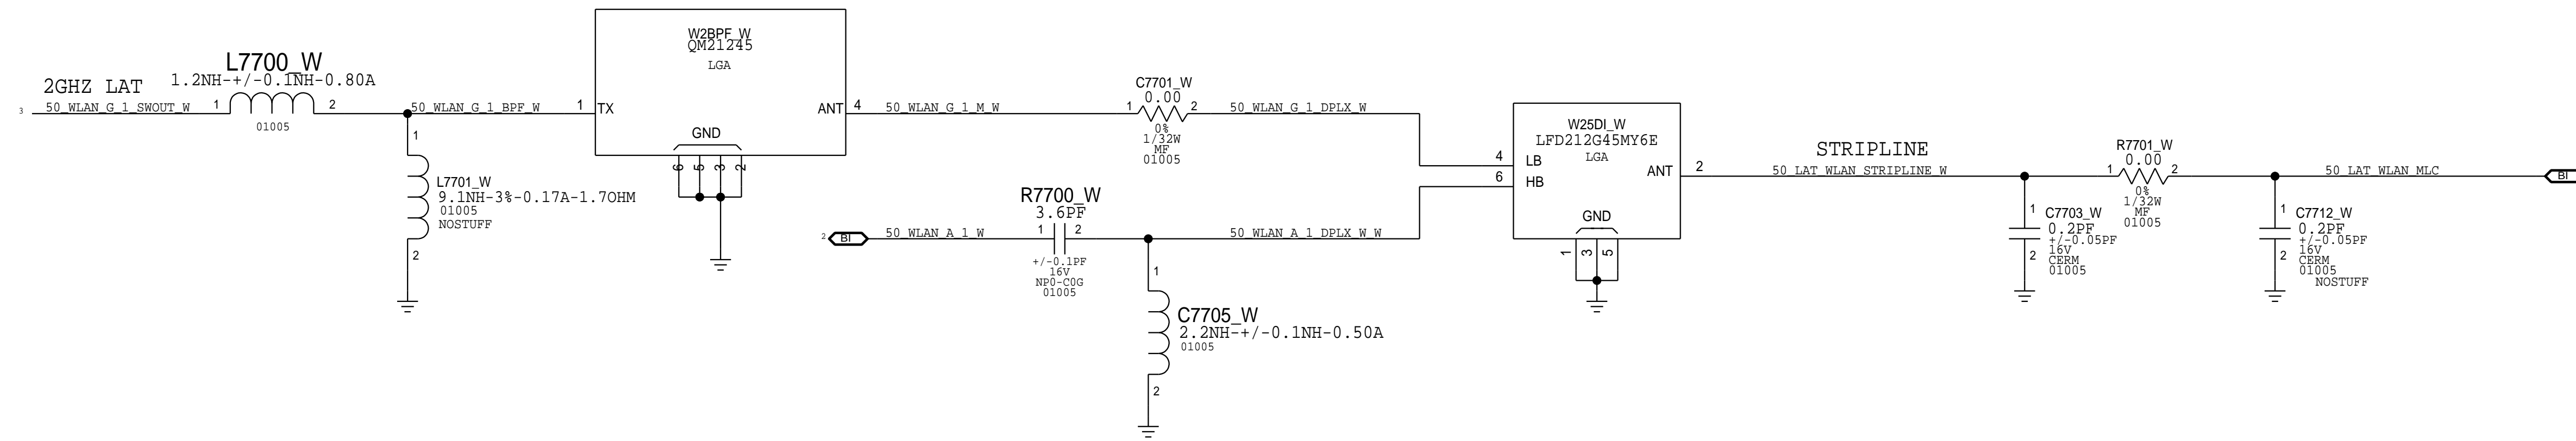 2GHZ LAT
3
50_WLAN_G_1_SWOUT_W
L7700_W
1.2NH-+/-0.1NH-0.80A
1
2
01005
50_WLAN_G_1_BPF_W
1
L7701_W
9.1NH-3%-0.17A-1.7OHM
01005
NOSTUFF
2
W2BPF_W
QM21245
LGA
1
TX
ANT
4
GND
6
5
3
2
50_WLAN_G_1_M_W
C7701_W
0.00
1
2
0%
1/32W
MF
01005
50_WLAN_G_1_DPLX_W
2
BI
50_WLAN_A_1_W
R7700_W
3.6PF
1
2
+/-0.1PF
16V
NP0-C0G
01005
50_WLAN_A_1_DPLX_W_W
1
C7705_W
2.2NH-+/-0.1NH-0.50A
01005
2
W25DI_W
LFD212G45MY6E
LGA
4
LB
6
HB
ANT
2
GND
1
3
5
STRIPLINE
50_LAT_WLAN_STRIPLINE_W
1
C7703_W
0.2PF
+/-0.05PF
16V
CERM
01005
2
R7701_W
0.00
1
2
0%
1/32W
MF
01005
50_LAT_WLAN_MLC
BI
1
C7712_W
0.2PF
+/-0.05PF
16V
CERM
01005
NOSTUFF
2